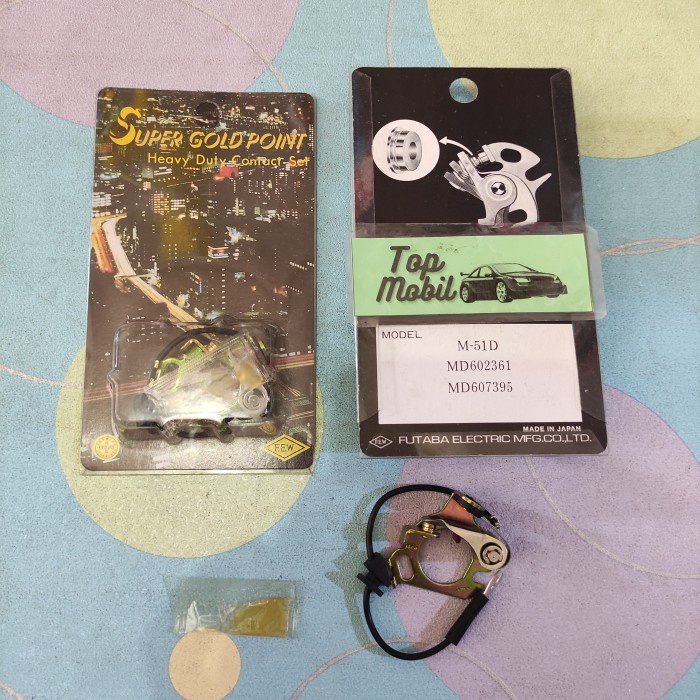 SUPER GOLD POINT
Heavy Duty Contact Set
FEW
Top
Mobil
MODEL
M-51D
MD602361
MD607395
MADE IN JAPAN
FEW FUTABA ELECTRIC MFG.CO.,LTD.